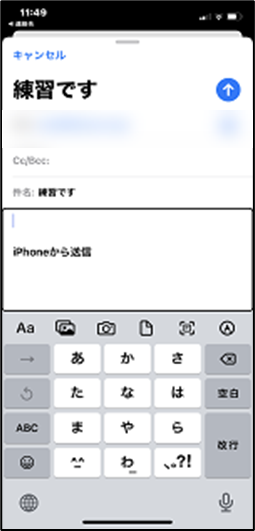 11:49
キャンセル
練習です
Cc/Bcc:
件名: 練習です
iPhoneから送信
Aa
→ あ か さ
た な は 空白
ABC ま や ら 改行
^_^ わ_ 、。?!